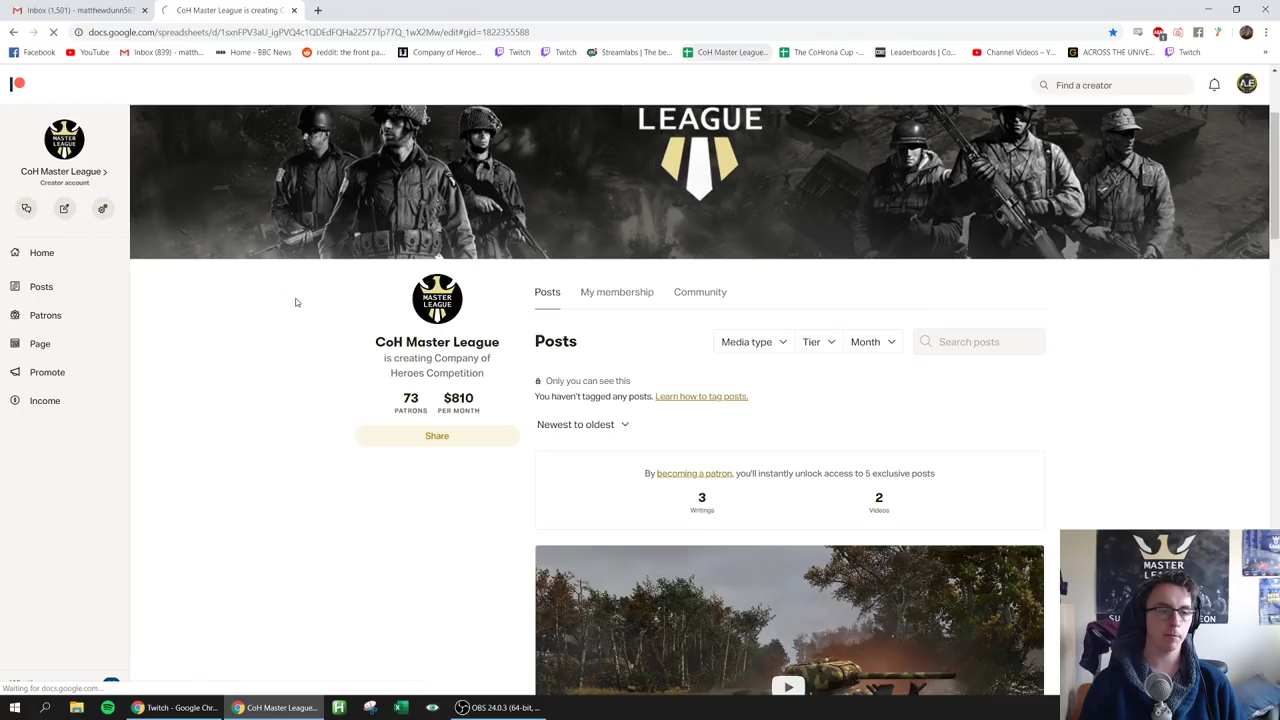 Inbox (1,501) - matthewdunn567
CoH Master League is creating C
docs.google.com/spreadsheets/d/1sxnFPV3aU_igPVQ4c1QDEdFQHa22577Tp77Q_1wX2Mw/edit#gid=1822355588
Facebook
YouTube
Inbox (839) - matth...
Home - BBC News
reddit: the front pa...
Company of Heroe...
Twitch
Twitch
Streamlabs | The be...
CoH Master League...
The CoHrona Cup -...
Leaderboards | Co...
Channel Videos – Y...
ACROSS THE UNIVE...
Twitch
»
Find a creator
A.E
LEAGUE
MASTER
LEAGUE
CoH Master League
Creator account
Home
Posts
Patrons
Page
Promote
Income
MASTER
LEAGUE
CoH Master League
is creating Company of
Heroes Competition
73
PATRONS
$810
PER MONTH
Share
Posts
My membership
Community
Posts
Media type
Tier
Month
Search posts
Only you can see this
You haven't tagged any posts. Learn how to tag posts.
Newest to oldest
By becoming a patron, you'll instantly unlock access to 5 exclusive posts
3
Writings
2
Videos
MASTER
Waiting for docs.google.com...
Twitch - Google Chr...
CoH Master League...
OBS 24.0.3 (64-bit, ...